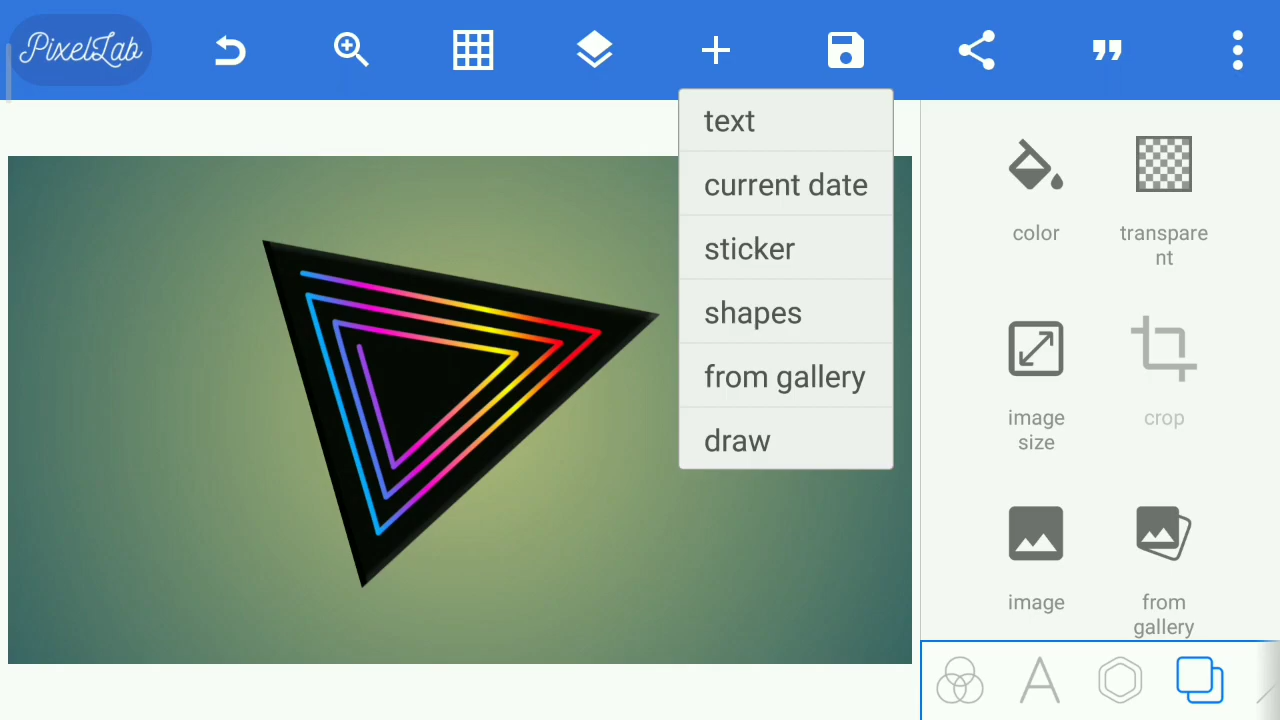 PixelLab
text
current date
sticker
shapes
from gallery
draw
color
transpare
nt
image
size
crop
image
from
gallery